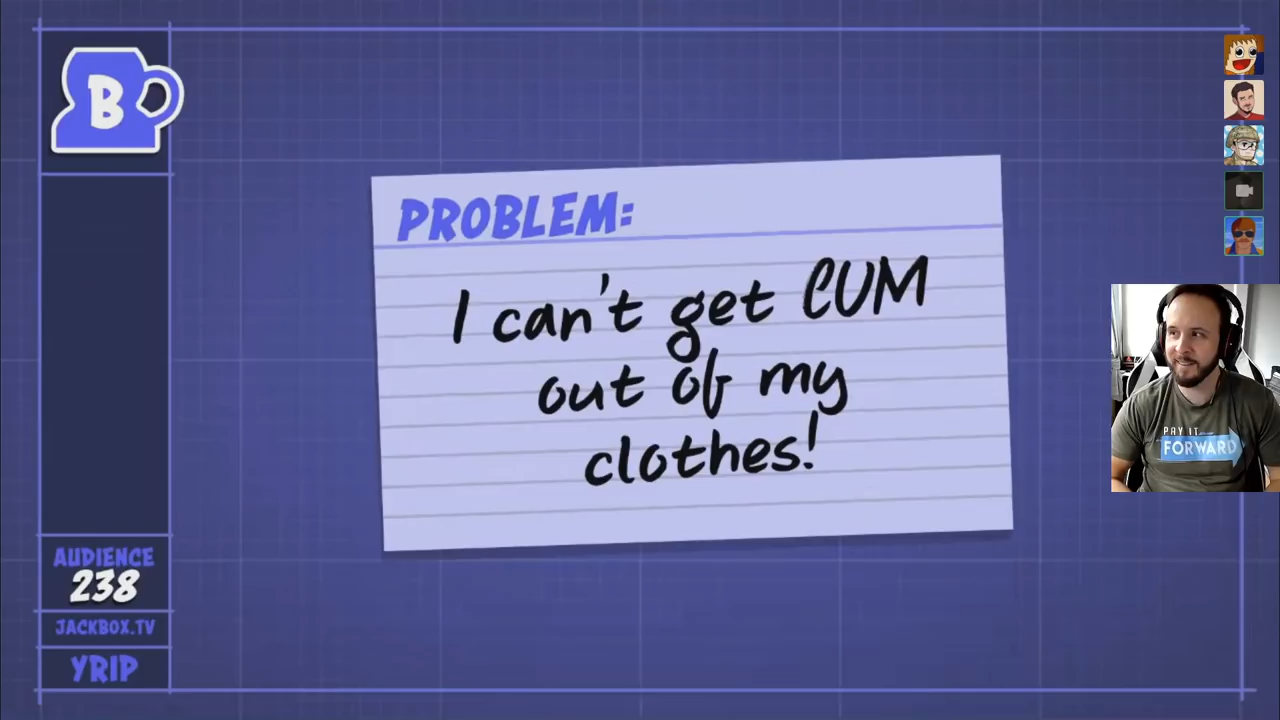 B
PROBLEM:
I can't get CUM
out of my
clothes!
AUDIENCE
238
JACKBOX.TV
YRIP
PAY IT
FORWARD